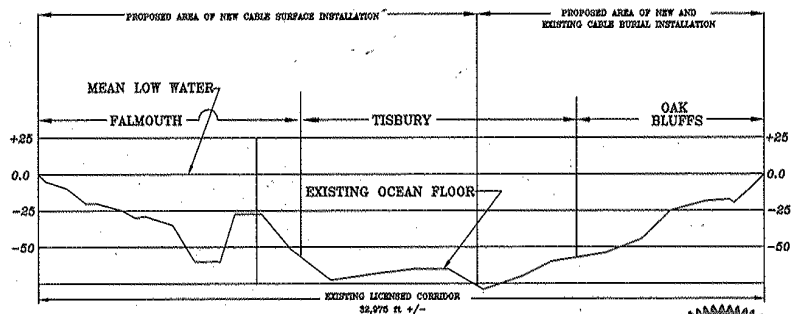 PROPOSED AREA OF NEW CABLE SURFACE INSTALLATION
PROPOSED AREA OF NEW AND
EXISTING CABLE BURIAL INSTALLATION
MEAN LOW WATER
FALMOUTH
TISBURY
OAK
BLUFFS
+25
+25
0.0
0.0
EXISTING OCEAN FLOOR
-25
-25
-50
-50
EXISTING LICENSED CORRIDOR
32,975 ft +/-